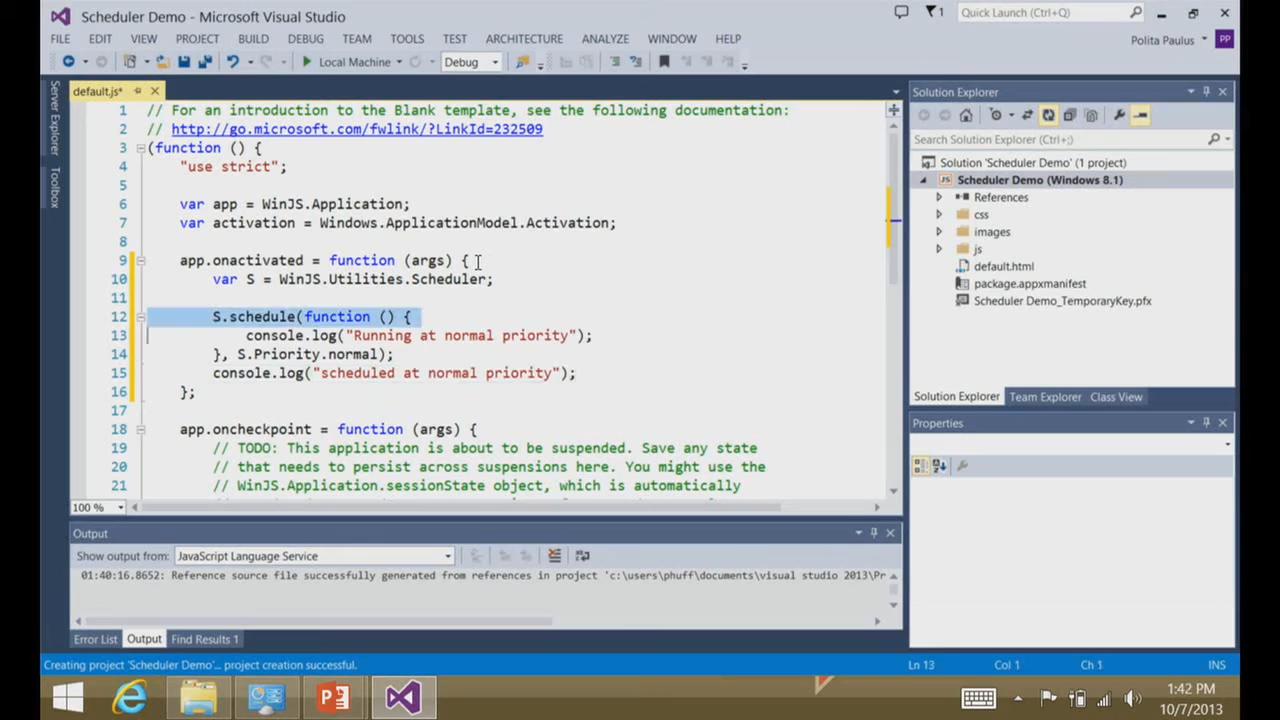 Scheduler Demo - Microsoft Visual Studio
1
Quick Launch (Ctrl+Q)
FILE EDIT VIEW PROJECT BUILD DEBUG TEAM TOOLS TEST ARCHITECTURE ANALYZE WINDOW HELP
Polita Paulus PP
Local Machine Debug
Server Explorer
Toolbox
default.js*
1 // For an introduction to the Blank template, see the following documentation:
2 // http://go.microsoft.com/fwlink/?LinkId=232509
3 (function () {
4 "use strict";
5
6 var app = WinJS.Application;
7 var activation = Windows.ApplicationModel.Activation;
8
9 app.onactivated = function (args) {
10 var S = WinJS.Utilities.Scheduler;
11
12 S.schedule(function () {
13 console.log("Running at normal priority");
14 }, S.Priority.normal);
15 console.log("scheduled at normal priority");
16 };
17
18 app.oncheckpoint = function (args) {
19 // TODO: This application is about to be suspended. Save any state
20 // that needs to persist across suspensions here. You might use the
21 // WinJS.Application.sessionState object, which is automatically
100 %
Solution Explorer
Search Solution Explorer (Ctrl+;)
Solution 'Scheduler Demo' (1 project)
JS Scheduler Demo (Windows 8.1)
References
css
images
js
default.html
package.appxmanifest
Scheduler Demo_TemporaryKey.pfx
Solution Explorer Team Explorer Class View
Properties
Output
Show output from: JavaScript Language Service
01:40:16.8652: Reference source file successfully generated from references in project 'c:\users\phuff\documents\visual studio 2013\Pr
Error List Output Find Results 1
Creating project 'Scheduler Demo'... project creation successful.
Ln 13 Col 1 Ch 1 INS
1:42 PM
10/7/2013